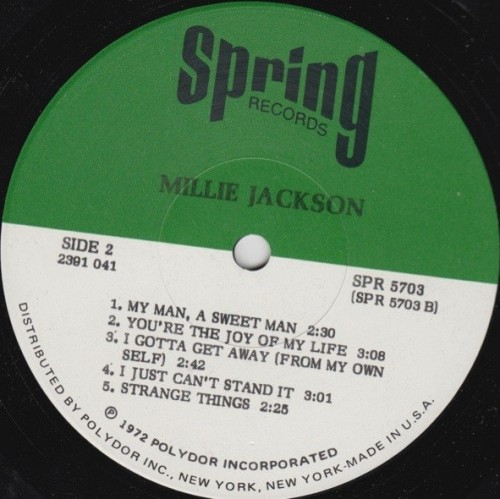 Spring
RECORDS
MILLIE JACKSON
SIDE 2
2391 041
SPR 5703
(SPR 5703 B)
1. MY MAN, A SWEET MAN 2:30
2. YOU'RE THE JOY OF MY LIFE 3:08
3. I GOTTA GET AWAY (FROM MY OWN
SELF) 2:42
4. I JUST CAN'T STAND IT 3:01
5. STRANGE THINGS 2:25
℗ 1972 POLYDOR INCORPORATED
DISTRIBUTED BY POLYDOR INC., NEW YORK, NEW YORK-MADE IN U.S.A.